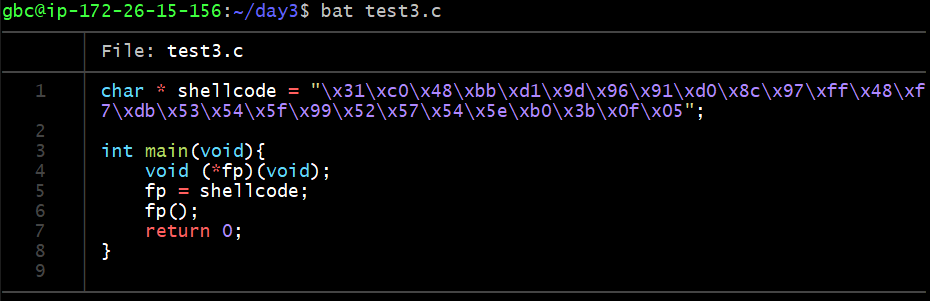 gbc@ip-172-26-15-156:~/day3$ bat test3.c
File: test3.c
1 char * shellcode = "\x31\xc0\x48\xbb\xd1\x9d\x96\x91\xd0\x8c\x97\xff\x48\xf
7\xdb\x53\x54\x5f\x99\x52\x57\x54\x5e\xb0\x3b\x0f\x05";
2
3 int main(void){
4     void (*fp)(void);
5     fp = shellcode;
6     fp();
7     return 0;
8 }
9